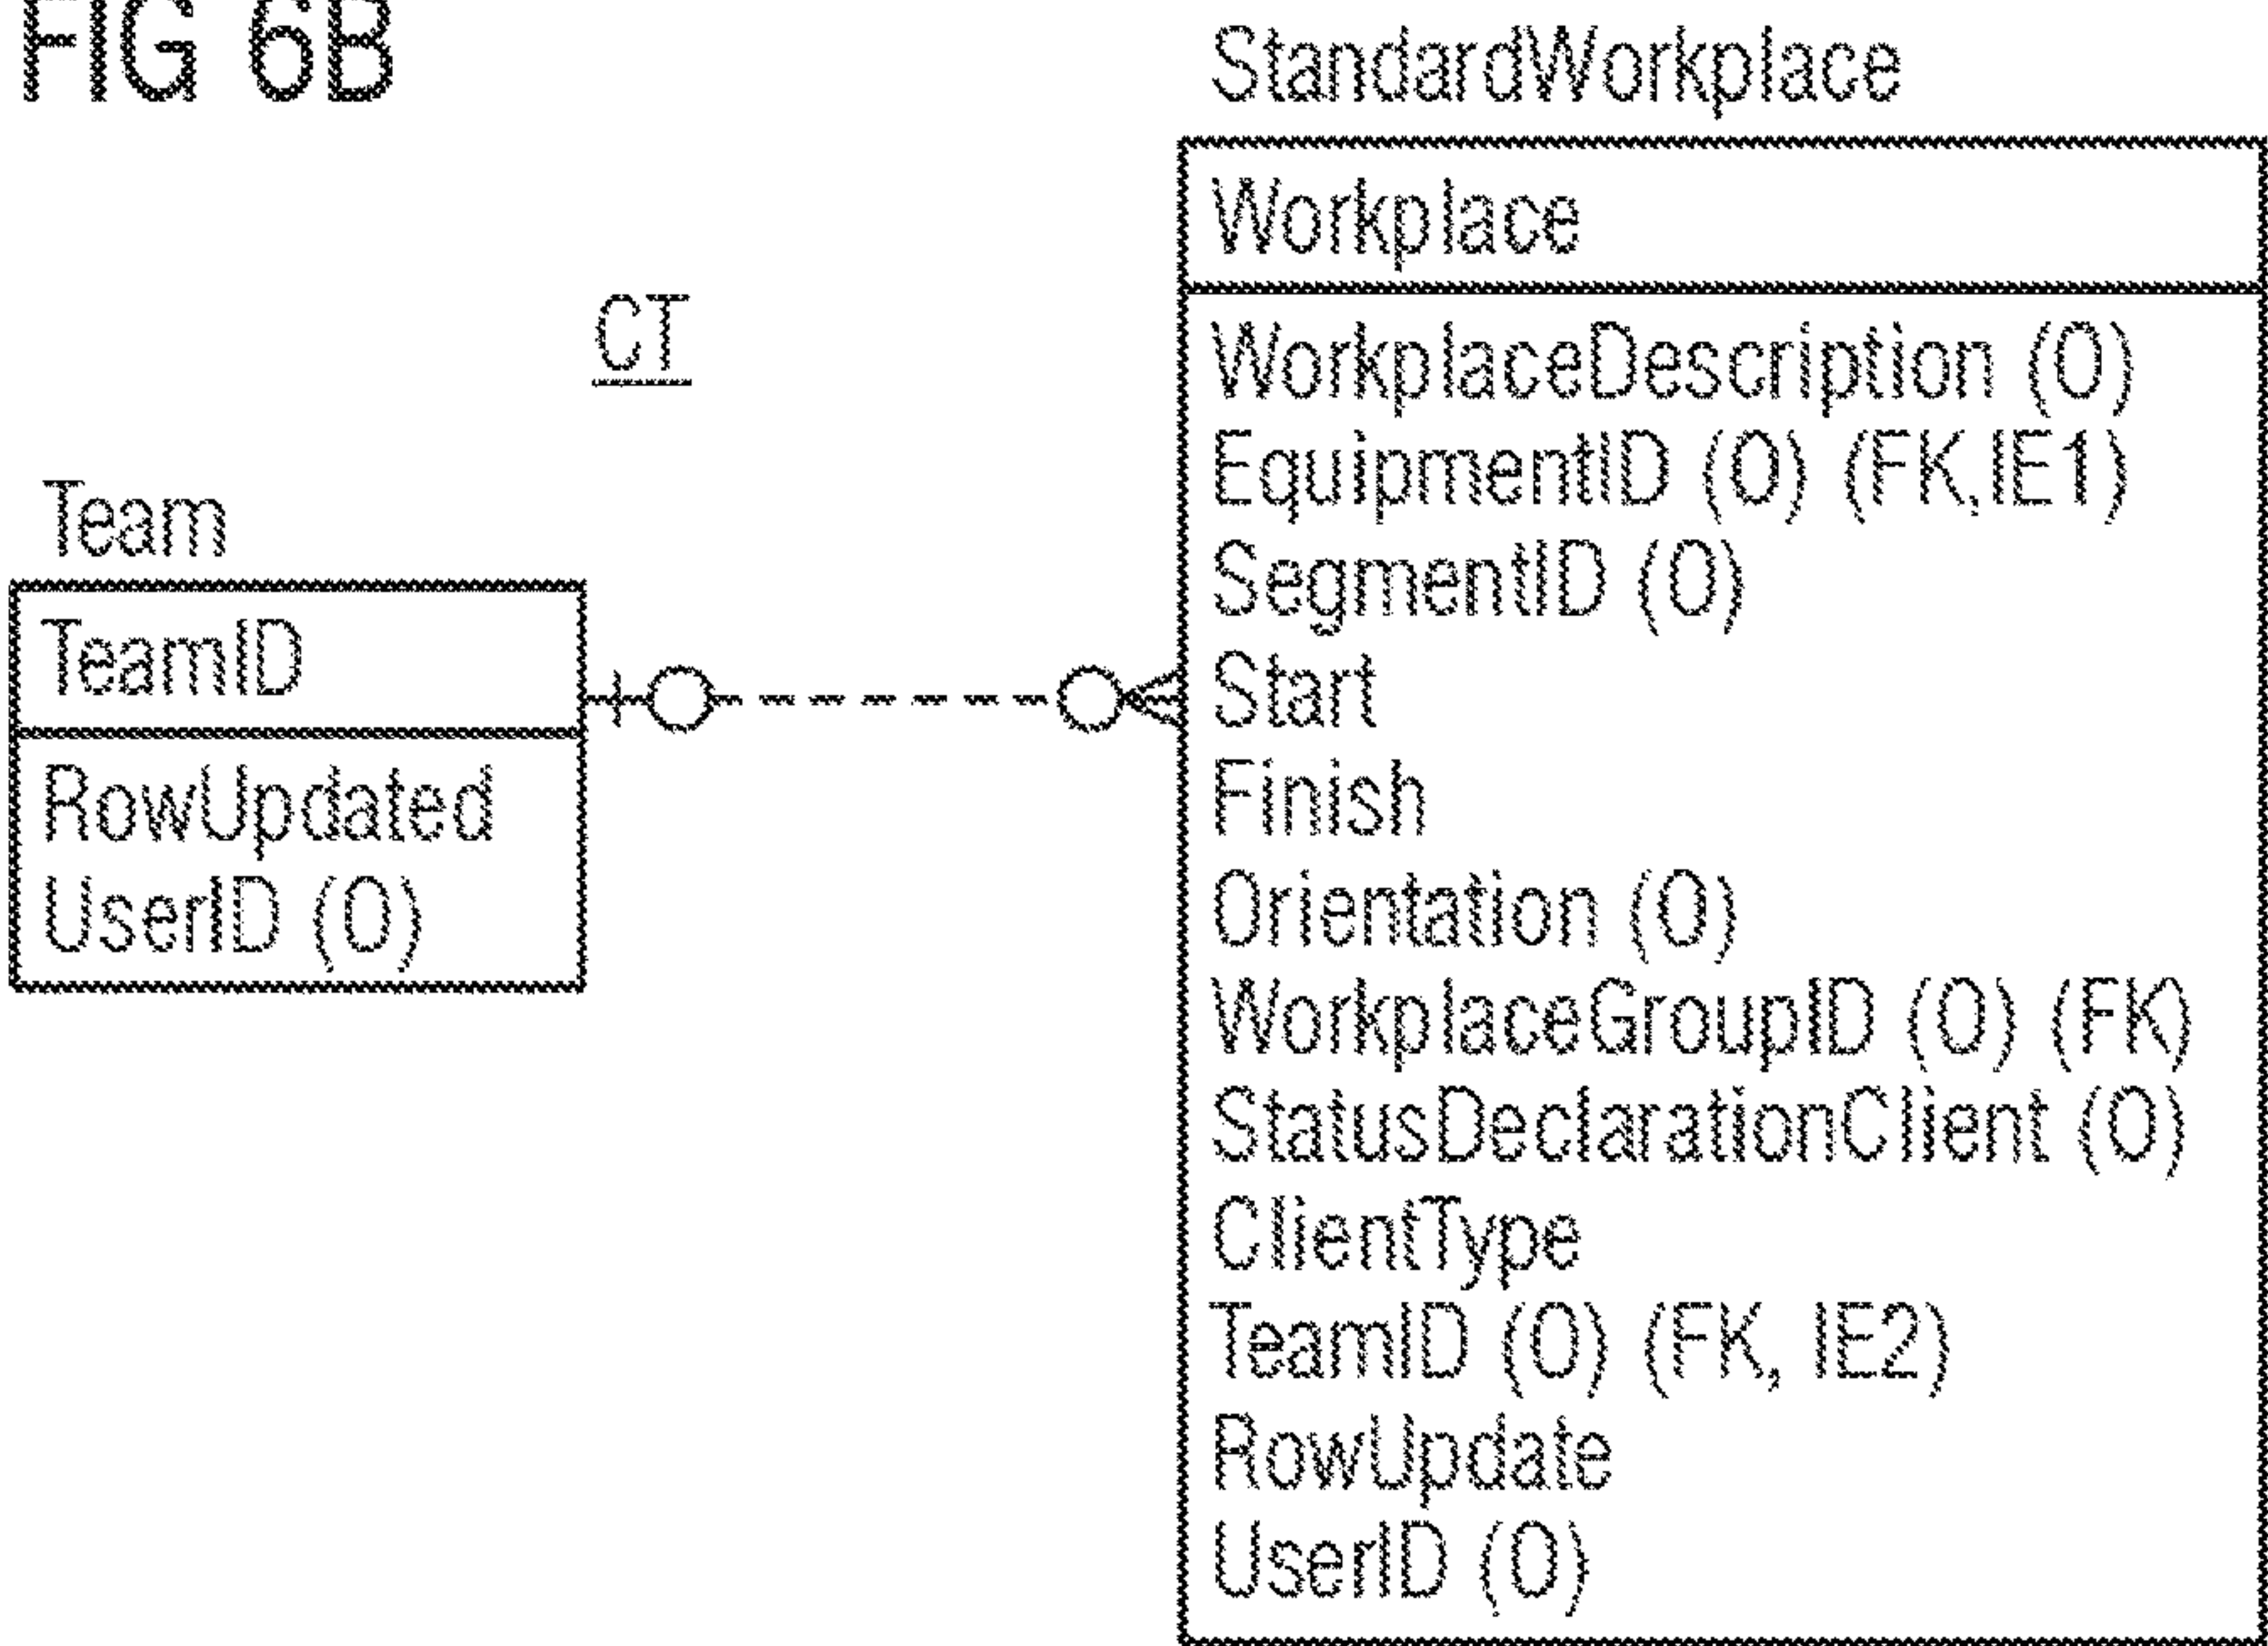 FIG 6B
CT
Team
TeamID
RowUpdated
UserID (O)
StandardWorkplace
Workplace
WorkplaceDescription (O)
EquipmentID (O) (FK,IE1)
SegmentID (O)
Start
Finish
Orientation (O)
WorkplaceGroupID (O) (FK)
StatusDeclarationClient (O)
ClientType
TeamID (O) (FK, IE2)
RowUpdate
UserID (O)